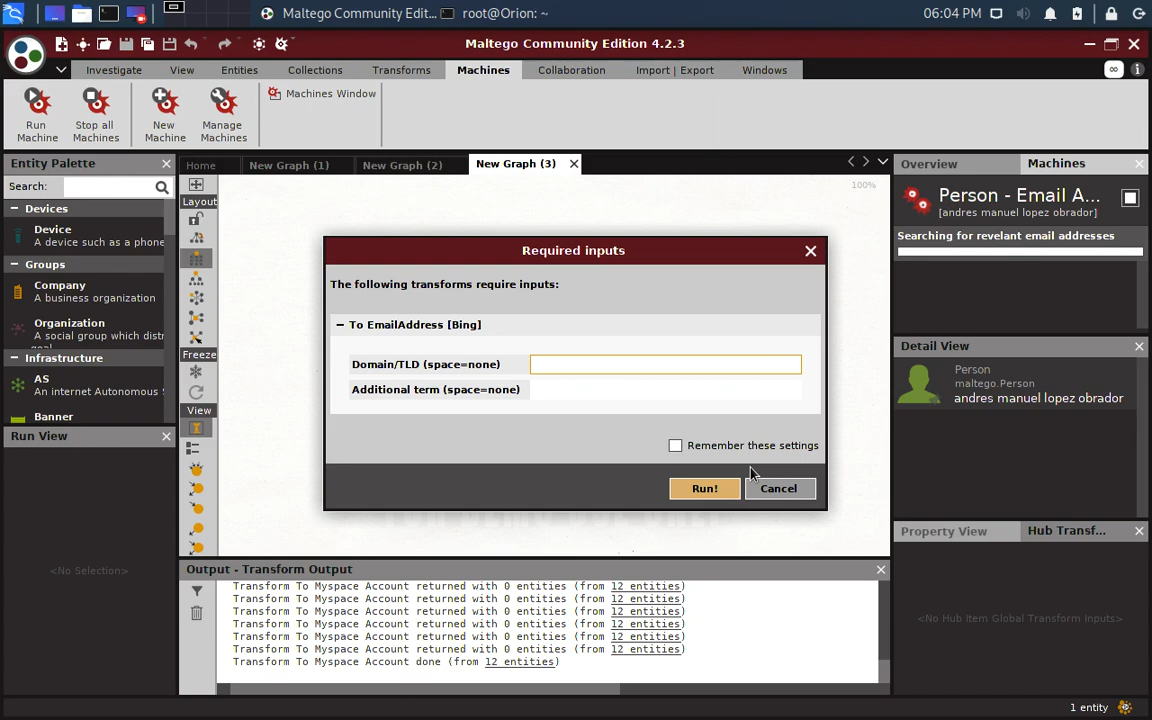 Maltego Community Edit...
root@Orion: ~
06:04 PM
Maltego Community Edition 4.2.3
Investigate
View
Entities
Collections
Transforms
Machines
Collaboration
Import | Export
Windows
Run Machine
Stop all Machines
New Machine
Manage Machines
Machines Window
Entity Palette
Search:
Devices
Device
A device such as a phone
Groups
Company
A business organization
Organization
A social group which distr
Infrastructure
AS
An internet Autonomous S
Banner
Run View
<No Selection>
Home
New Graph (1)
New Graph (2)
New Graph (3)
Layout
Freeze
View
100%
Required inputs
The following transforms require inputs:
To EmailAddress [Bing]
Domain/TLD (space=none)
Additional term (space=none)
Remember these settings
Run!
Cancel
Output - Transform Output
Transform To Myspace Account returned with 0 entities (from 12 entities)
Transform To Myspace Account returned with 0 entities (from 12 entities)
Transform To Myspace Account returned with 0 entities (from 12 entities)
Transform To Myspace Account returned with 0 entities (from 12 entities)
Transform To Myspace Account returned with 0 entities (from 12 entities)
Transform To Myspace Account returned with 0 entities (from 12 entities)
Transform To Myspace Account done (from 12 entities)
Overview
Machines
Person - Email A...
[andres manuel lopez obrador]
Searching for revelant email addresses
Detail View
Person
maltego.Person
andres manuel lopez obrador
Property View
Hub Transf...
<No Hub Item Global Transform Inputs>
1 entity